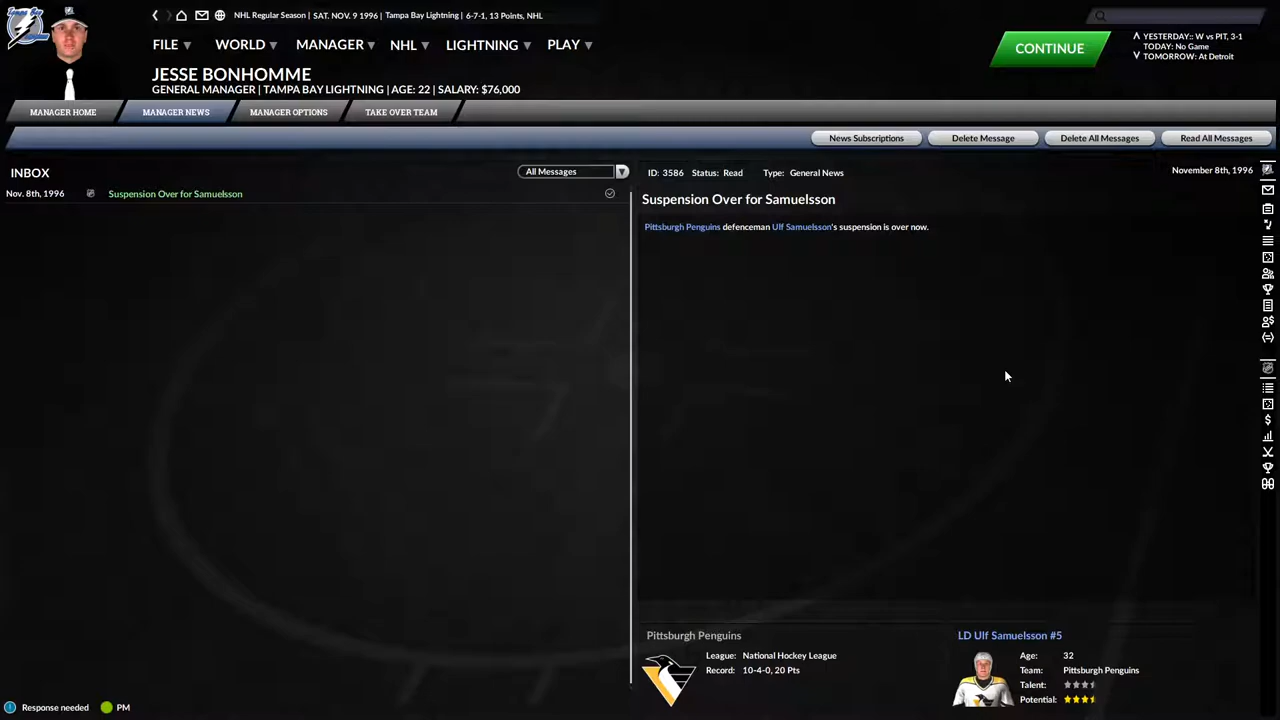 NHL Regular Season | SAT. NOV. 9 1996 | Tampa Bay Lightning | 6-7-1, 13 Points, NHL
FILE WORLD MANAGER NHL LIGHTNING PLAY
CONTINUE
YESTERDAY:: W vs PIT, 3-1
TODAY: No Game
TOMORROW: At Detroit
JESSE BONHOMME
GENERAL MANAGER | TAMPA BAY LIGHTNING | AGE: 22 | SALARY: $76,000
MANAGER HOME MANAGER NEWS MANAGER OPTIONS TAKE OVER TEAM
News Subscriptions Delete Message Delete All Messages Read All Messages
INBOX
All Messages
Nov. 8th, 1996 Suspension Over for Samuelsson
ID: 3586 Status: Read Type: General News
November 8th, 1996
Suspension Over for Samuelsson
Pittsburgh Penguins defenceman Ulf Samuelsson's suspension is over now.
Pittsburgh Penguins
League: National Hockey League
Record: 10-4-0, 20 Pts
LD Ulf Samuelsson #5
Age: 32
Team: Pittsburgh Penguins
Talent:
Potential:
Response needed PM